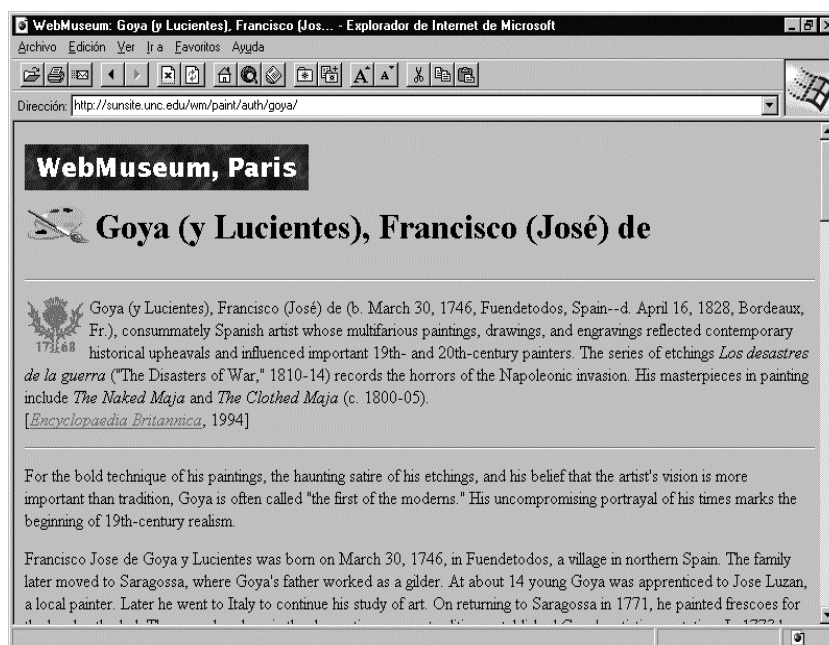 WebMuseum: Goya (y Lucientes), Francisco (Jos... - Explorador de Internet de Microsoft
Archivo Edición Ver Ir a Favoritos Ayuda
Dirección: http://sunsite.unc.edu/wm/paint/auth/goya/
WebMuseum, Paris
Goya (y Lucientes), Francisco (José) de
Goya (y Lucientes), Francisco (José) de (b. March 30, 1746, Fuendetodos, Spain--d. April 16, 1828, Bordeaux,
Fr.), consummately Spanish artist whose multifarious paintings, drawings, and engravings reflected contemporary
1768 historical upheavals and influenced important 19th- and 20th-century painters. The series of etchings Los desastres
de la guerra ("The Disasters of War," 1810-14) records the horrors of the Napoleonic invasion. His masterpieces in painting
include The Naked Maja and The Clothed Maja (c. 1800-05).
[Encyclopaedia Britannica, 1994]
For the bold technique of his paintings, the haunting satire of his etchings, and his belief that the artist's vision is more
important than tradition, Goya is often called "the first of the moderns." His uncompromising portrayal of his times marks the
beginning of 19th-century realism.
Francisco Jose de Goya y Lucientes was born on March 30, 1746, in Fuendetodos, a village in northern Spain. The family
later moved to Saragossa, where Goya's father worked as a gilder. At about 14 young Goya was apprenticed to Jose Luzan,
a local painter. Later he went to Italy to continue his study of art. On returning to Saragossa in 1771, he painted frescoes for